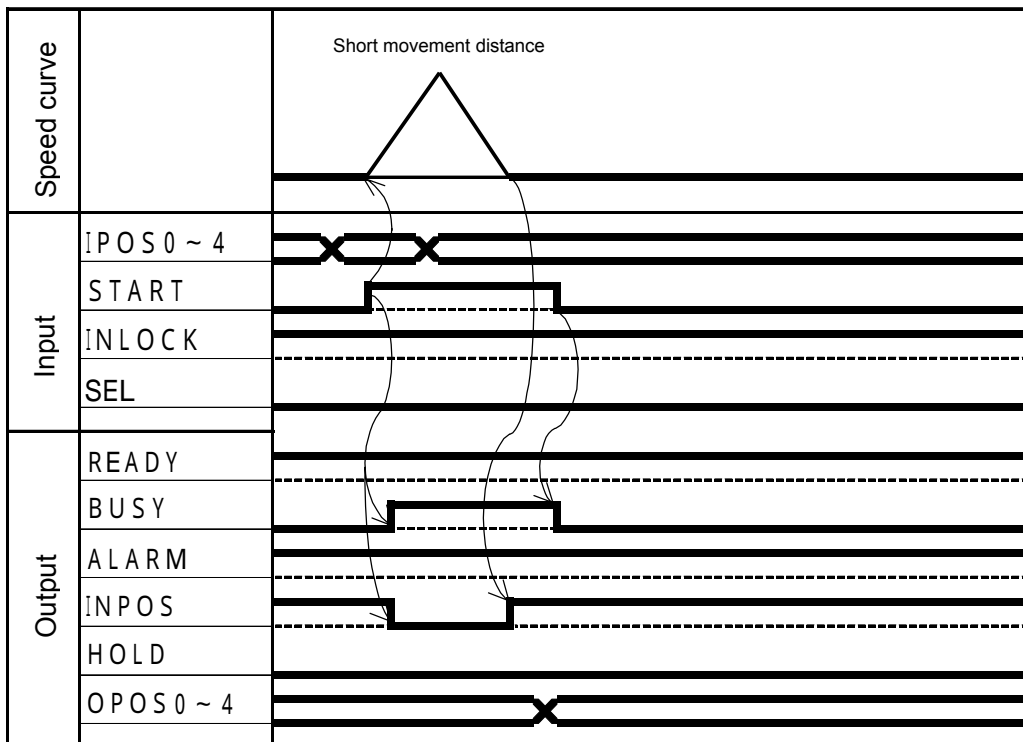 Speed curve
Short movement distance
Input
IPOS0~4
START
INLOCK
SEL
Output
READY
BUSY
ALARM
INPOS
HOLD
OPOS0~4